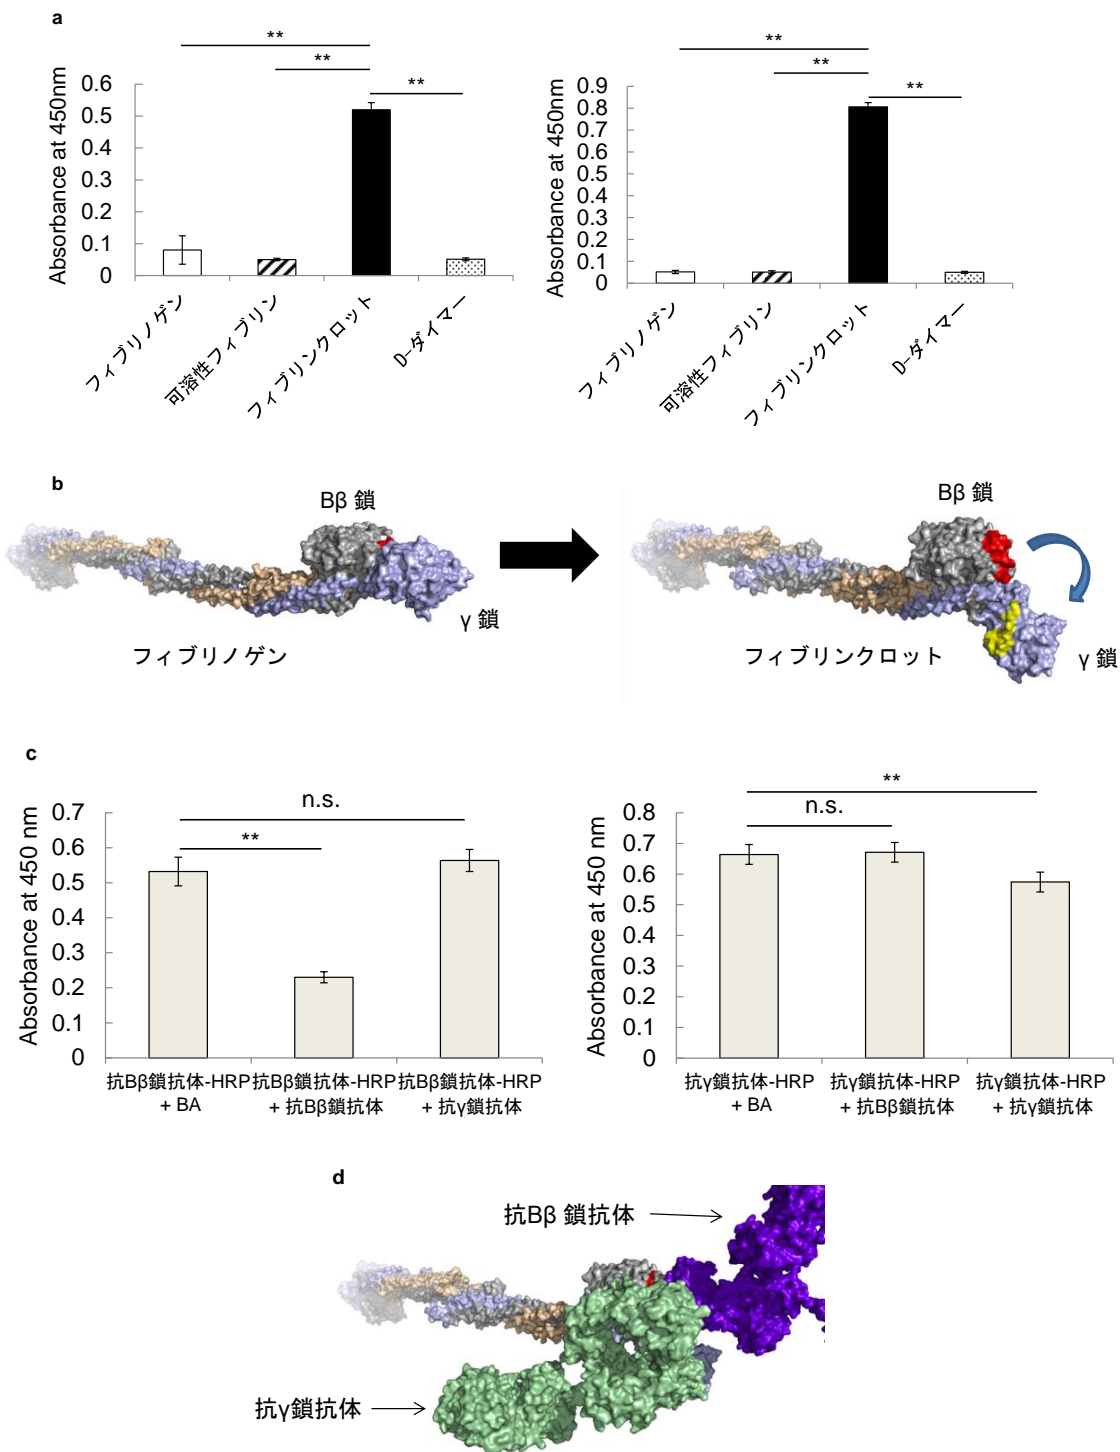 a
**
**
**
Absorbance at 450nm
0.6
0.5
0.4
0.3
0.2
0.1
0
フィブリノゲン
可溶性フィブリン
フィブリンクロット
D-ダイマー
**
**
**
Absorbance at 450nm
0.9
0.8
0.7
0.6
0.5
0.4
0.3
0.2
0.1
0
フィブリノゲン
可溶性フィブリン
フィブリンクロット
D-ダイマー
b
Bβ 鎖
γ 鎖
フィブリノゲン
Bβ 鎖
γ 鎖
フィブリンクロット
c
n.s.
**
Absorbance at 450 nm
0.7
0.6
0.5
0.4
0.3
0.2
0.1
0
抗Bβ鎖抗体-HRP
+ BA
抗Bβ鎖抗体-HRP
+ 抗Bβ鎖抗体
抗Bβ鎖抗体-HRP
+ 抗γ鎖抗体
**
n.s.
Absorbance at 450 nm
0.8
0.7
0.6
0.5
0.4
0.3
0.2
0.1
0
抗γ鎖抗体-HRP
+ BA
抗γ鎖抗体-HRP
+ 抗Bβ鎖抗体
抗γ鎖抗体-HRP
+ 抗γ鎖抗体
d
抗Bβ 鎖抗体
抗γ鎖抗体